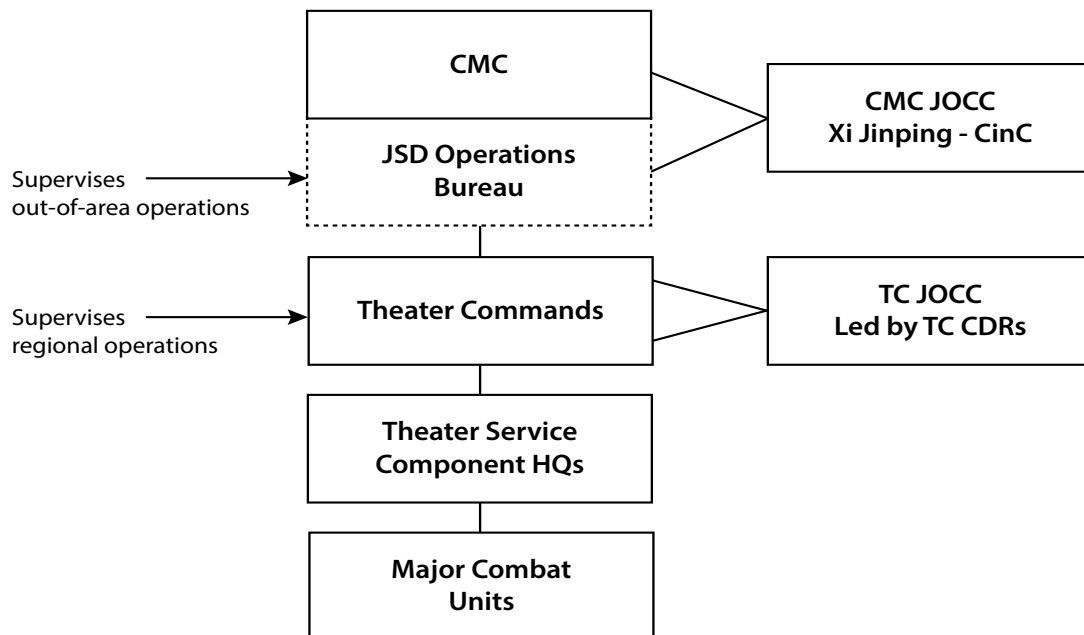 CMC
CMC JOCC
Xi Jinping - CinC
JSD Operations
Bureau
Supervises
out-of-area operations
Theater Commands
TC JOCC
Led by TC CDRs
Supervises
regional operations
Theater Service
Component HQs
Major Combat
Units